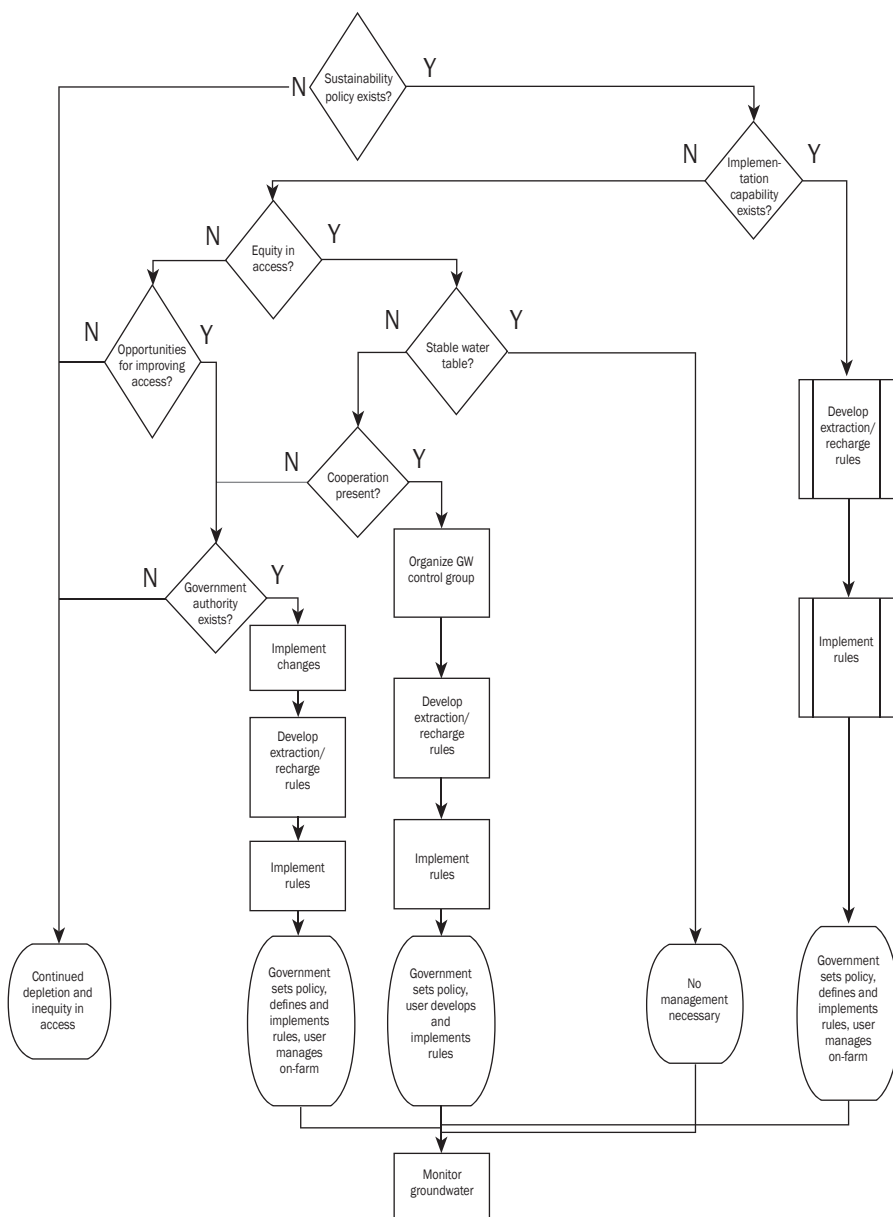 N
Sustainability
policy exists?
Y
N
Implemen-
tation
capability
exists?
Y
N
Equity in
access?
Y
N
Opportunities
for improving
access?
Y
N
Stable water
table?
Y
Develop
extraction/
recharge
rules
N
Cooperation
present?
Y
Organize GW
control group
N
Government
authority
exists?
Y
Implement
changes
Implement
rules
Develop
extraction/
recharge
rules
Develop
extraction/
recharge
rules
Implement
rules
Implement
rules
Continued
depletion and
inequity in
access
Government
sets policy,
defines and
implements
rules, user
manages
on-farm
Government
sets policy,
user develops
and
implements
rules
No
management
necessary
Government
sets policy,
defines and
implements
rules, user
manages
on-farm
Monitor
groundwater